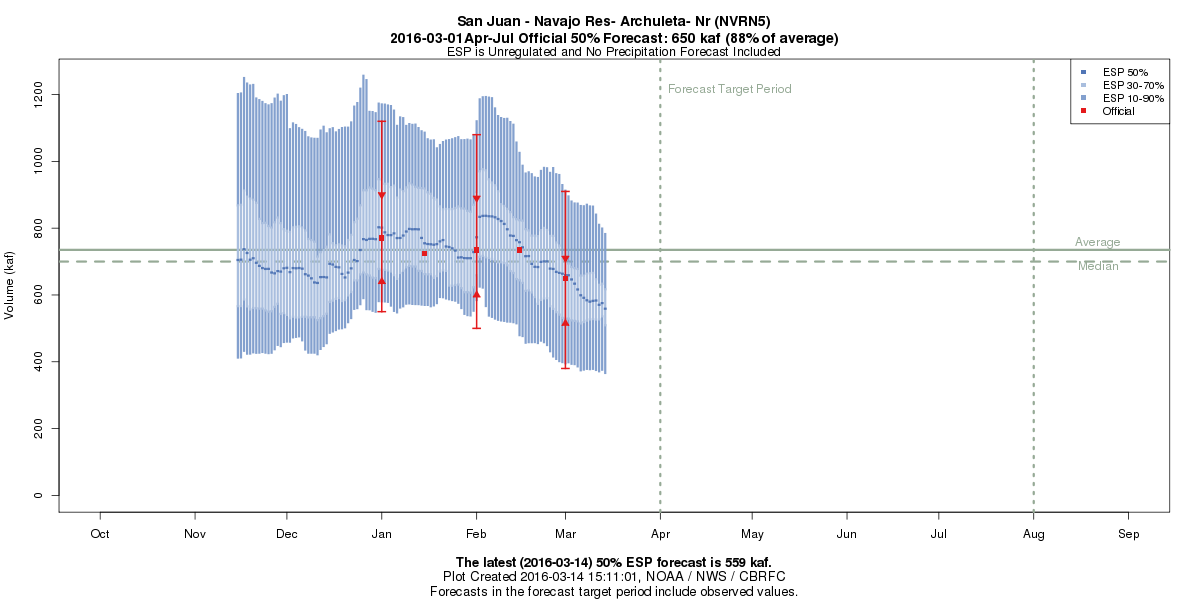 San Juan - Navajo Res- Archuleta- Nr (NVRN5)
2016-03-01Apr-Jul Official 50% Forecast: 650 kaf (88% of average)
ESP is Unregulated and No Precipitation Forecast Included
ESP 50%
ESP 30-70%
ESP 10-90%
Official
Forecast Target Period
Average
Median
Volume (kaf)
1200
1000
800
600
400
200
0
Oct Nov Dec Jan Feb Mar Apr May Jun Jul Aug Sep
The latest (2016-03-14) 50% ESP forecast is 559 kaf.
Plot Created 2016-03-14 15:11:01, NOAA / NWS / CBRFC
Forecasts in the forecast target period include observed values.